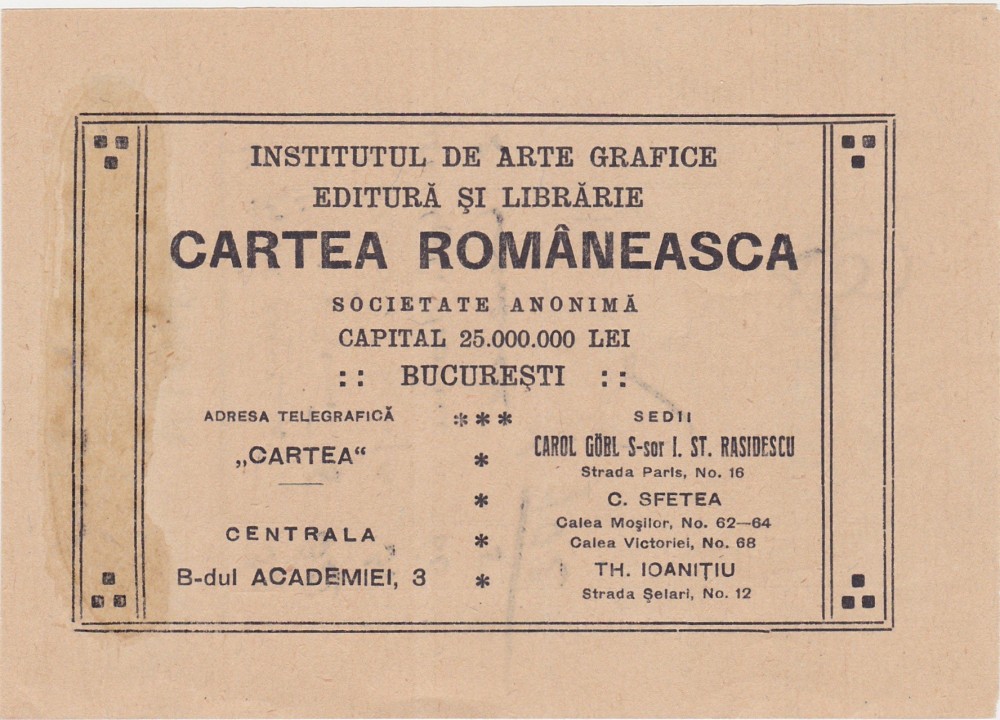 INSTITUTUL DE ARTE GRAFICE
EDITURĂ ŞI LIBRĂRIE
CARTEA ROMÂNEASCA
SOCIETATE ANONIMĂ
CAPITAL 25.000.000 LEI
:: BUCUREŞTI ::
ADRESA TELEGRAFICĂ
„CARTEA“
CENTRALA
B-dul ACADEMIEI, 3
* * *
*
*
*
*
SEDII
CAROL GÖBL S-sor I. ST. RASIDESCU
Strada Paris, No. 16
C. SFETEA
Calea Moşilor, No. 62—64
Calea Victoriei, No. 68
TH. IOANIŢIU
Strada Şelari, No. 12